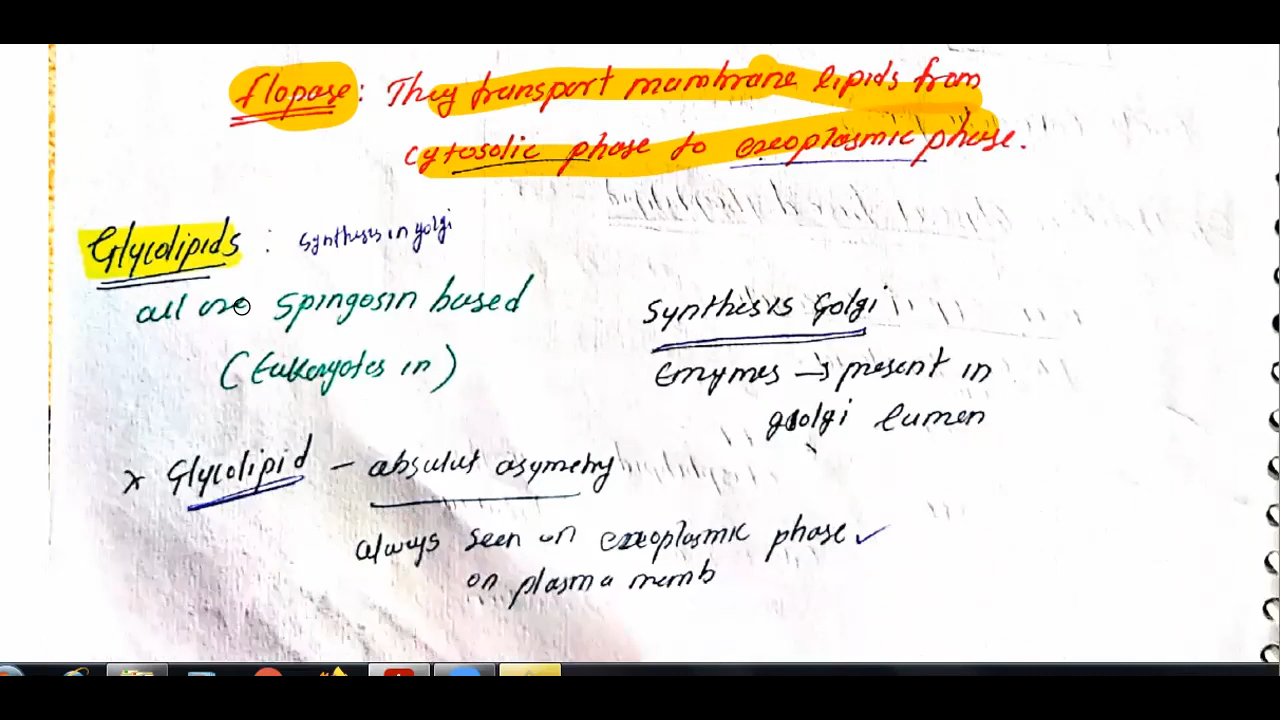 flopase : They transport mambrane lipids from
cytosolic phase to exoplasmic phase.
Glycolipids : Synthesis in golgi
all are Spingosin based
(Eukaryotes in)
Synthesis Golgi
Enzymes → present in
golgi lumen
x Glycolipid - absulut asymetry
always seen on exoplasmic phase ✓
on plasma memb